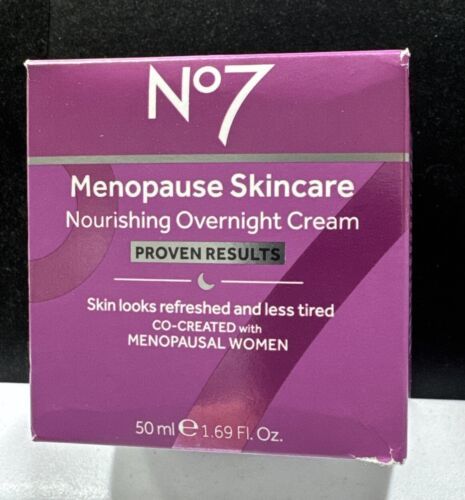 No7
Menopause Skincare
Nourishing Overnight Cream
PROVEN RESULTS
Skin looks refreshed and less tired
CO-CREATED with
MENOPAUSAL WOMEN
50 ml ℮ 1.69 Fl. Oz.